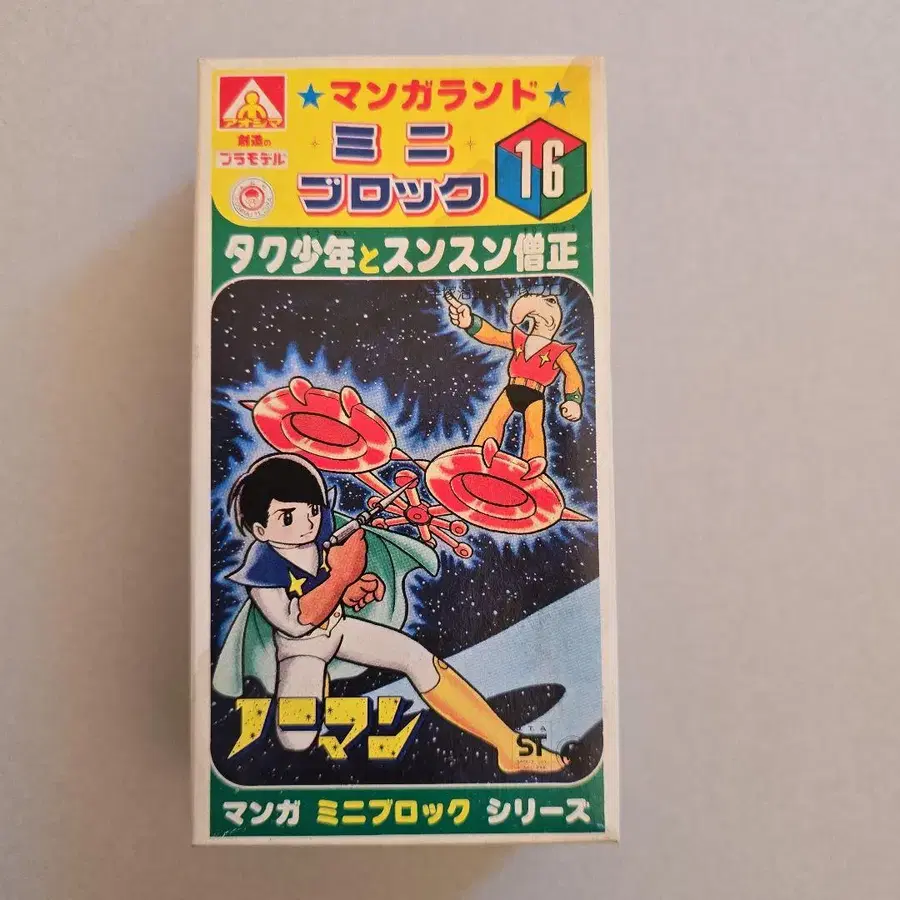 アオシマ
創造の
プラモデル
★マンガランド★
ミニ
ブロック
16
タク少年とスンスン僧正
ノーマン
ST
マンガ ミニブロック シリーズ